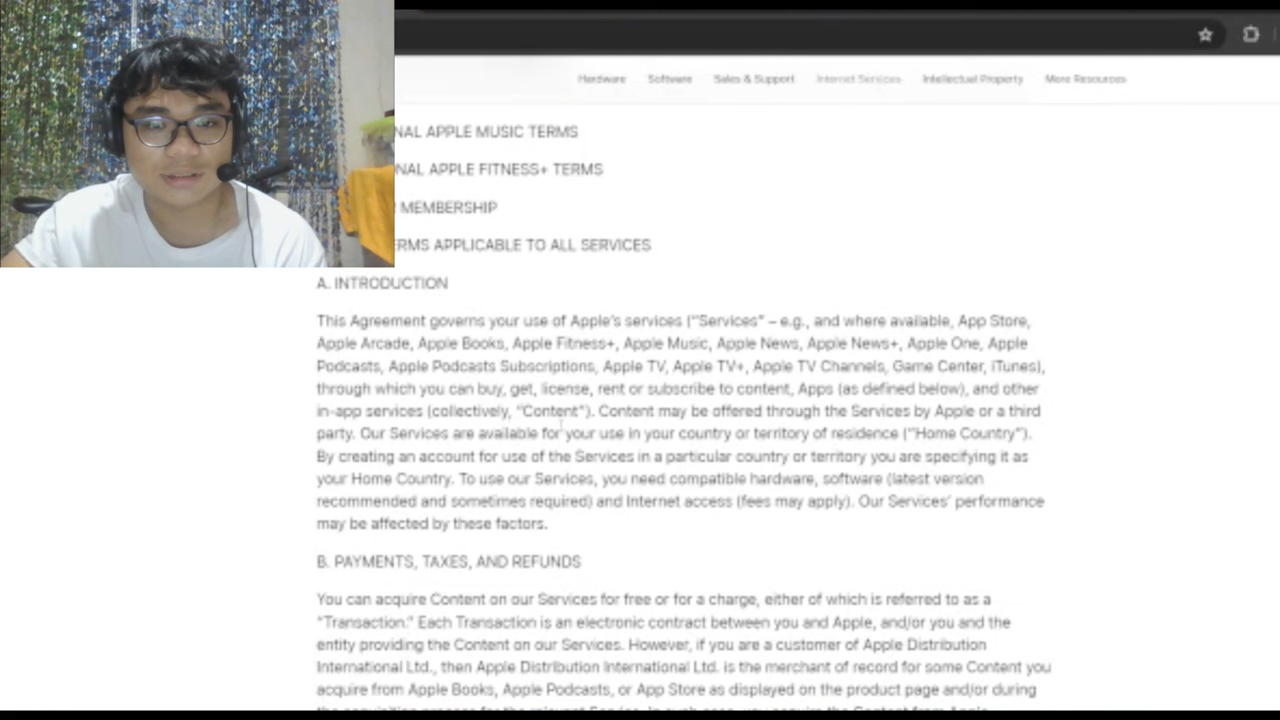 Hardware Software Sales & Support Internet Services Intellectual Property More Resources
NAL APPLE MUSIC TERMS
NAL APPLE FITNESS+ TERMS
MEMBERSHIP
ERMS APPLICABLE TO ALL SERVICES
A. INTRODUCTION
This Agreement governs your use of Apple's services ("Services" – e.g., and where available, App Store,
Apple Arcade, Apple Books, Apple Fitness+, Apple Music, Apple News, Apple News+, Apple One, Apple
Podcasts, Apple Podcasts Subscriptions, Apple TV, Apple TV+, Apple TV Channels, Game Center, iTunes),
through which you can buy, get, license, rent or subscribe to content, Apps (as defined below), and other
in-app services (collectively, "Content"). Content may be offered through the Services by Apple or a third
party. Our Services are available for your use in your country or territory of residence ("Home Country").
By creating an account for use of the Services in a particular country or territory you are specifying it as
your Home Country. To use our Services, you need compatible hardware, software (latest version
recommended and sometimes required) and Internet access (fees may apply). Our Services' performance
may be affected by these factors.
B. PAYMENTS, TAXES, AND REFUNDS
You can acquire Content on our Services for free or for a charge, either of which is referred to as a
"Transaction." Each Transaction is an electronic contract between you and Apple, and/or you and the
entity providing the Content on our Services. However, if you are a customer of Apple Distribution
International Ltd., then Apple Distribution International Ltd. is the merchant of record for some Content you
acquire from Apple Books, Apple Podcasts, or App Store as displayed on the product page and/or during